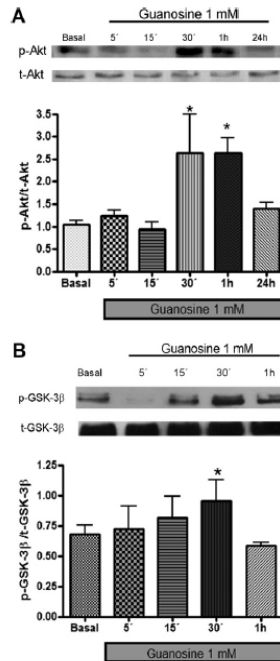 A
Guanosine 1 mM
Basal 5´ 15´ 30´ 1h 24h
p-Akt
t-Akt
p-Akt/t-Akt
3.5
3.0
2.5
2.0
1.5
1.0
0.5
0.0
* *
Basal 5´ 15´ 30´ 1h 24h
Guanosine 1 mM
B
Guanosine 1 mM
Basal 5´ 15´ 30´ 1h
p-GSK-3β
t-GSK-3β
p-GSK-3β /t-GSK-3β
1.25
1.00
0.75
0.50
0.25
0.00
*
Basal 5´ 15´ 30´ 1h
Guanosine 1 mM